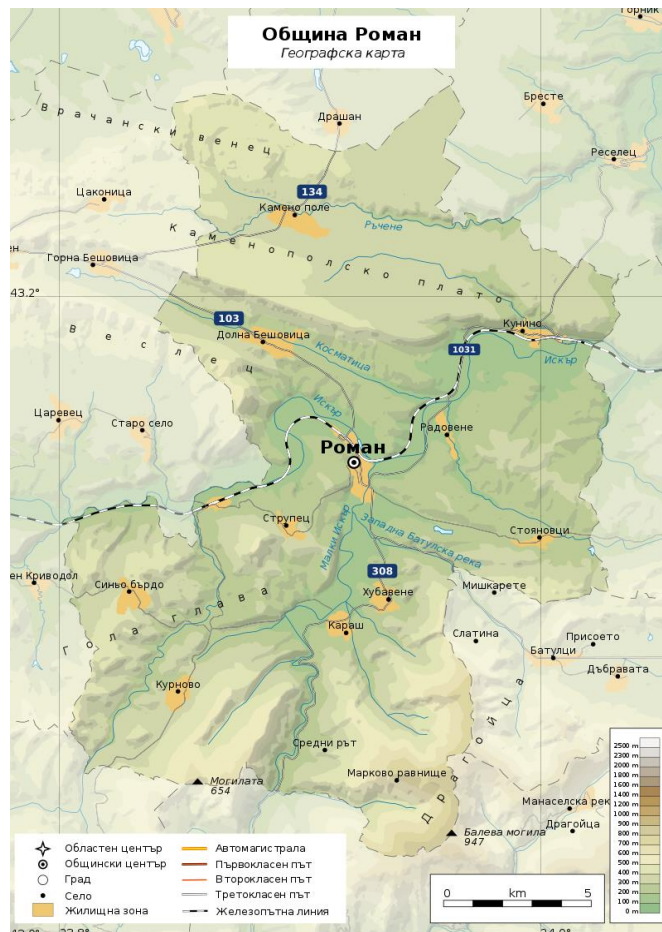 Община Роман
Географска карта
Горник
Бресте
Драшан
Врачански венец
Реселец
134
Цаконица
Камено поле
Ръчене
Каменополско плато
Горна Бешовица
43.2°
103
Долна Бешовица
Кунино
1031
Веслец
Косматица
Искър
Искър
Царевец
Старо село
Радовене
Роман
Струпец
Малки Искър
Западна Батулска река
Стояновци
308
ен Криводол
Синьо бърдо
Хубавене
Мишкарете
Гола глава
Караш
Слатина
Присоето
Батулци
Дъбравата
Курново
Драгойца
Средни рът
Могилата
654
Марково равнище
Манаселска рек
Драгойца
Балева могила
947
2500 m
2300 m
2000 m
1900 m
1600 m
1400 m
1200 m
1000 m
900 m
800 m
700 m
600 m
500 m
400 m
300 m
200 m
100 m
0 m
Областен център
Общински център
Град
Село
Жилищна зона
Автомагистрала
Първокласен път
Второкласен път
Третокласен път
Железопътна линия
0 km 5